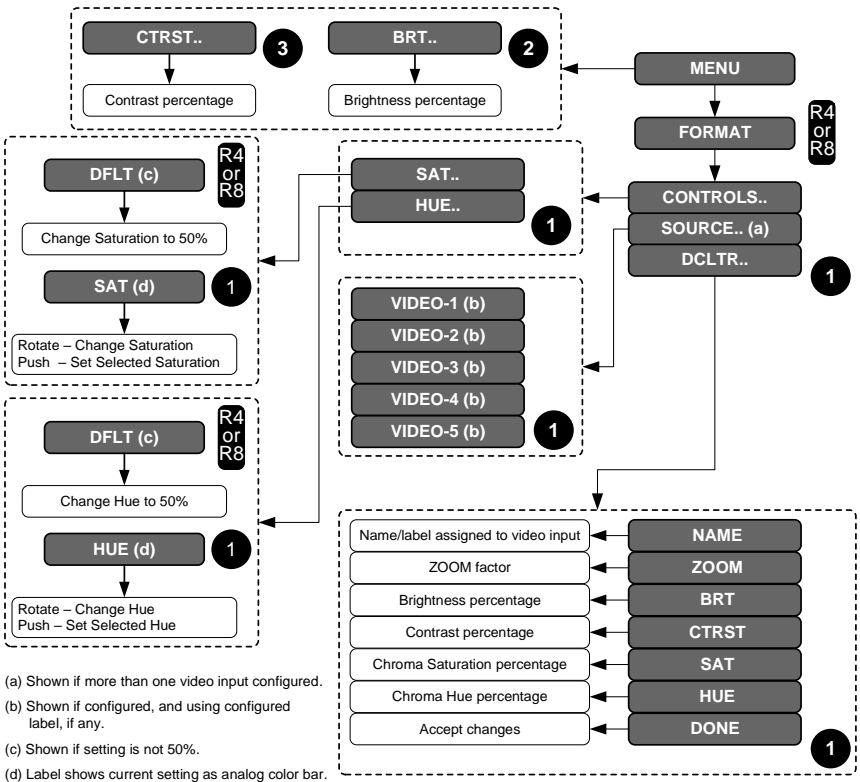 CTRST..
3
BRT..
2
Contrast percentage
Brightness percentage
MENU
FORMAT
R4
or
R8
CONTROLS..
SOURCE.. (a)
DCLTR..
1
SAT..
HUE..
1
DFLT (c)
R4
or
R8
Change Saturation to 50%
SAT (d)
1
Rotate – Change Saturation
Push – Set Selected Saturation
VIDEO-1 (b)
VIDEO-2 (b)
VIDEO-3 (b)
VIDEO-4 (b)
VIDEO-5 (b)
1
DFLT (c)
R4
or
R8
Change Hue to 50%
HUE (d)
1
Rotate – Change Hue
Push – Set Selected Hue
Name/label assigned to video input
NAME
ZOOM factor
ZOOM
Brightness percentage
BRT
Contrast percentage
CTRST
Chroma Saturation percentage
SAT
Chroma Hue percentage
HUE
Accept changes
DONE
1
(a) Shown if more than one video input configured.
(b) Shown if configured, and using configured
label, if any.
(c) Shown if setting is not 50%.
(d) Label shows current setting as analog color bar.